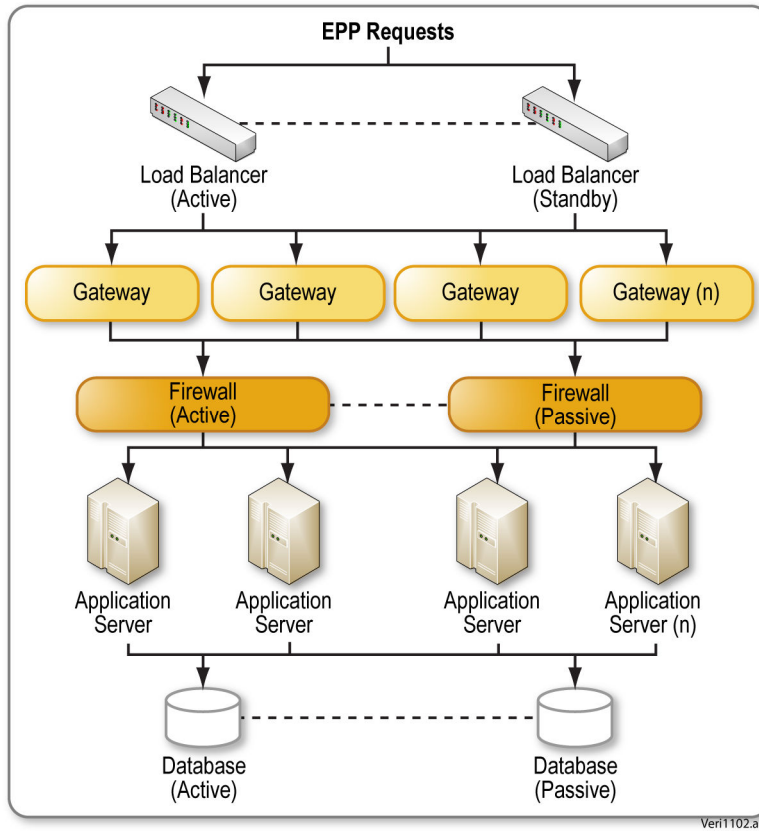 EPP Requests
Load Balancer
(Active)
Load Balancer
(Standby)
Gateway
Gateway
Gateway
Gateway (n)
Firewall
(Active)
Firewall
(Passive)
Application
Server
Application
Server
Application
Server
Application
Server (n)
Database
(Active)
Database
(Passive)